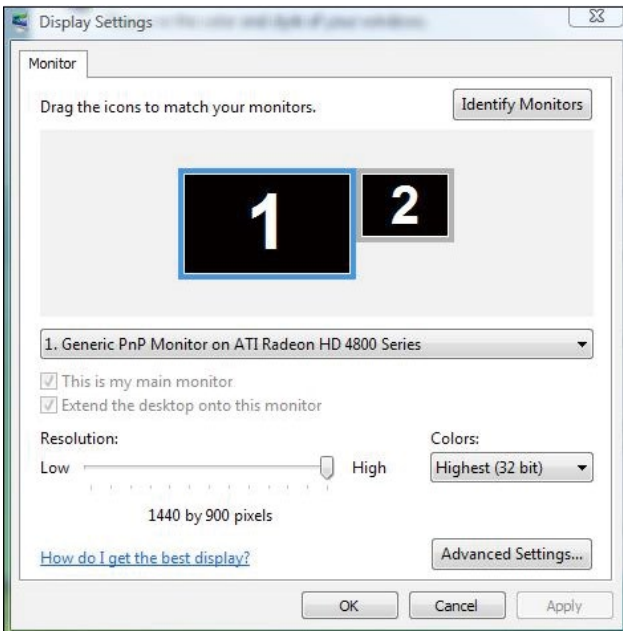 Display Settings
Monitor
Drag the icons to match your monitors.
Identify Monitors
1
2
1. Generic PnP Monitor on ATI Radeon HD 4800 Series
This is my main monitor
Extend the desktop onto this monitor
Resolution:
Colors:
Low
High
Highest (32 bit)
1440 by 900 pixels
How do I get the best display?
Advanced Settings...
OK
Cancel
Apply